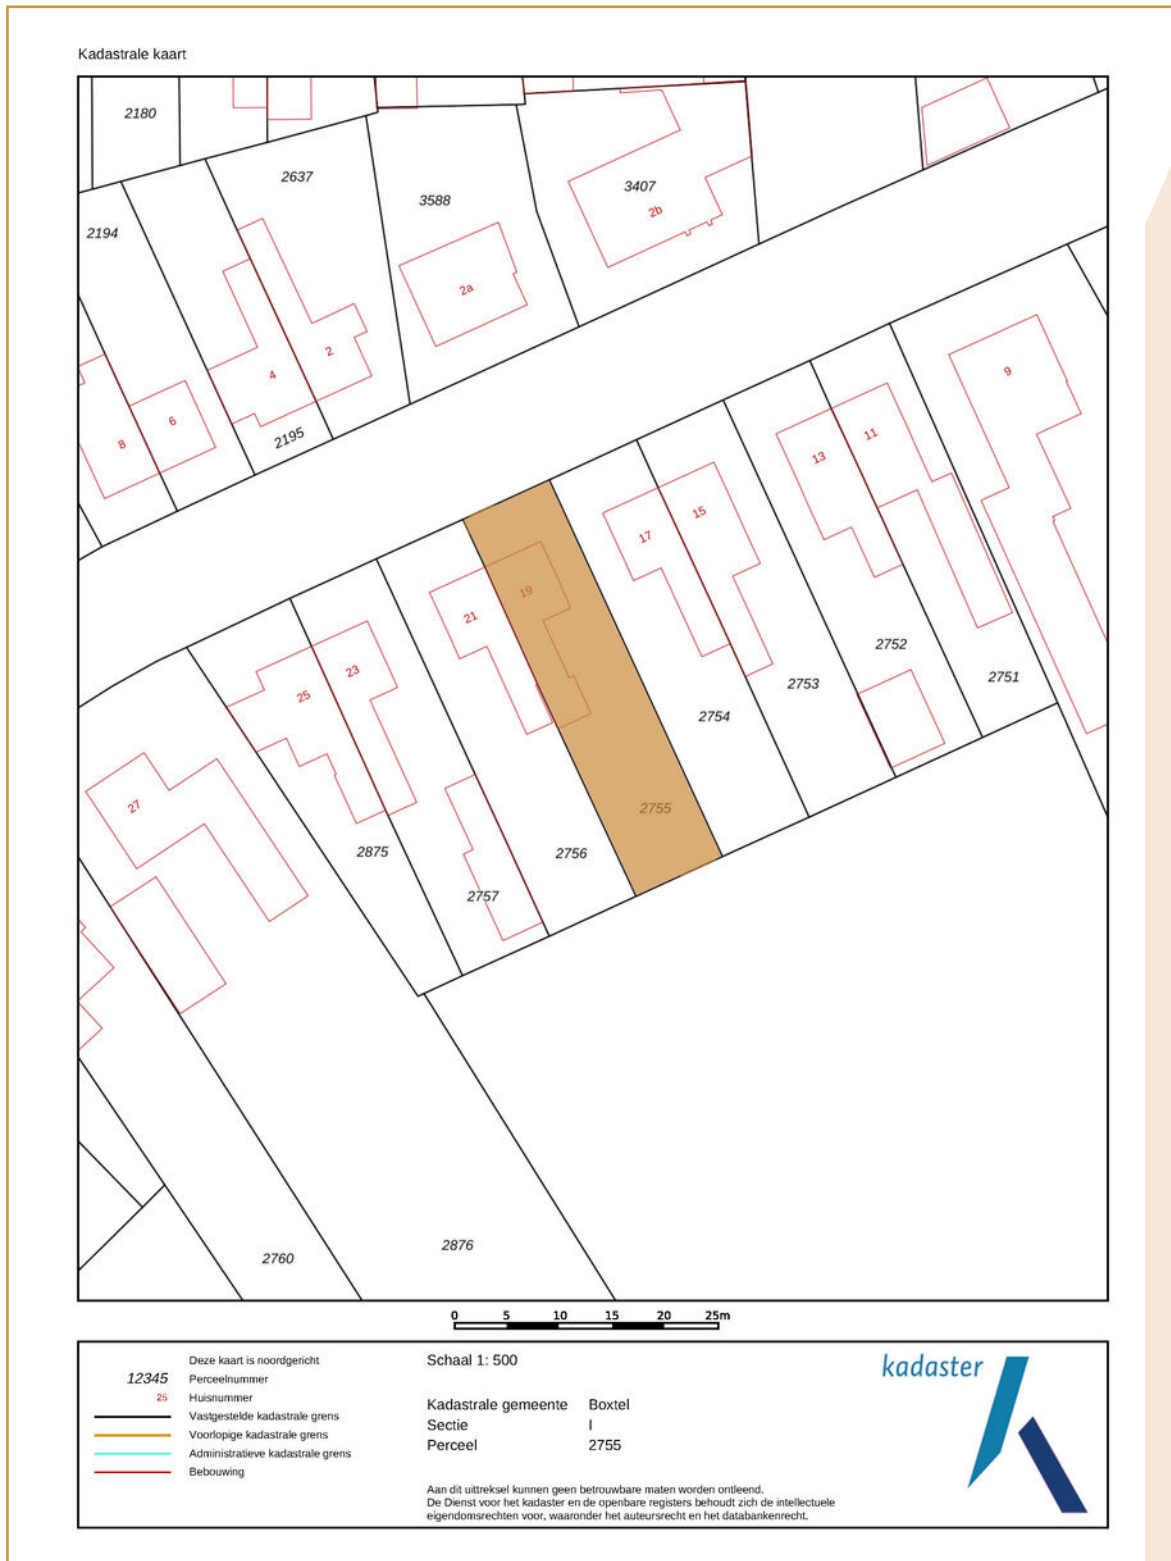 Kadastrale kaart
2180
2637
3588
3407
2b
2194
2a
2
4
6
8
2195
9
11
13
15
17
19
21
23
25
27
2752
2751
2753
2754
2755
2756
2875
2757
2876
2760
0 5 10 15 20 25m
Deze kaart is noordgericht
12345 Perceelnummer
25 Huisnummer
Vastgestelde kadastrale grens
Voorlopige kadastrale grens
Administratieve kadastrale grens
Bebouwing
Schaal 1: 500
Kadastrale gemeente Boxtel
Sectie I
Perceel 2755
Aan dit uittreksel kunnen geen betrouwbare maten worden ontleend.
De Dienst voor het kadaster en de openbare registers behoudt zich de intellectuele
eigendomsrechten voor, waaronder het auteursrecht en het databankenrecht.
kadaster